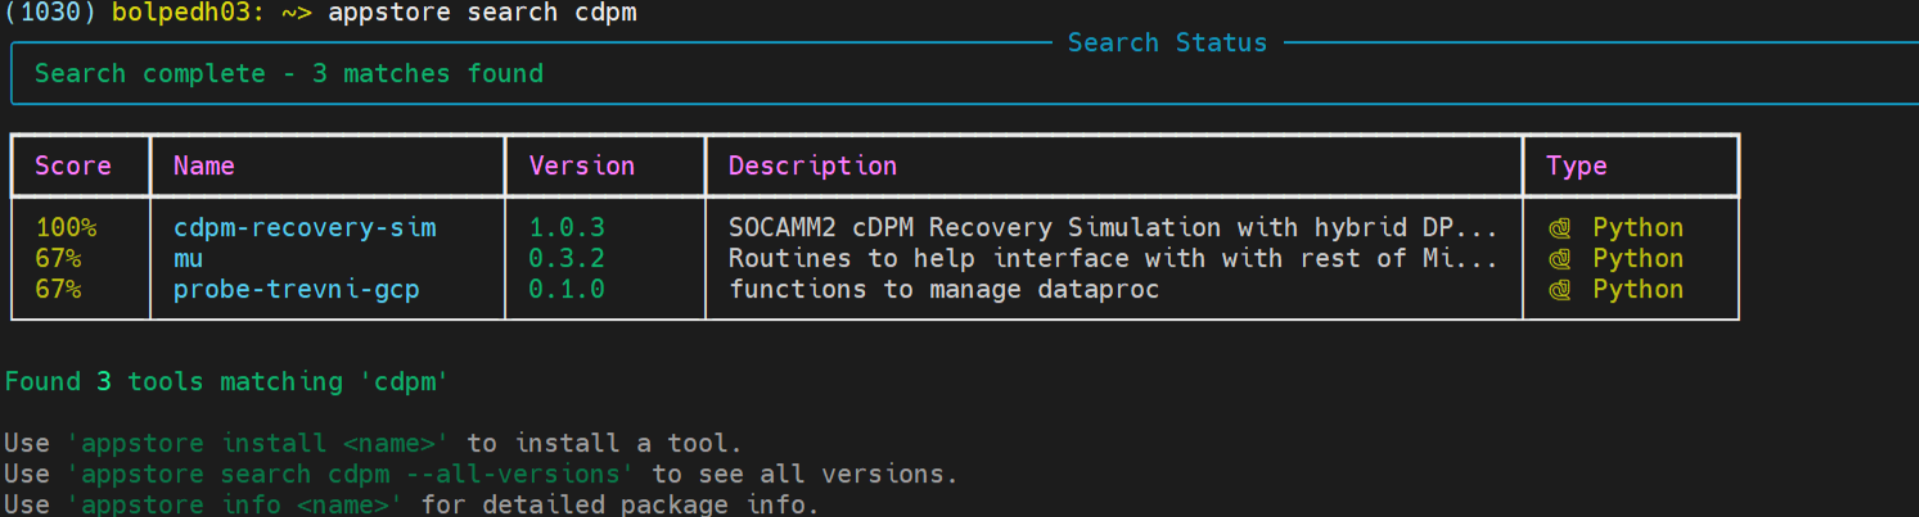 (1030) bolpedh03: ~> appstore search cdpm
Search Status
Search complete - 3 matches found
Score Name Version Description Type
100% cdpm-recovery-sim 1.0.3 SOCAMM2 cDPM Recovery Simulation with hybrid DP... Python
67% mu 0.3.2 Routines to help interface with with rest of Mi... Python
67% probe-trevni-gcp 0.1.0 functions to manage dataproc Python
Found 3 tools matching 'cdpm'
Use 'appstore install <name>' to install a tool.
Use 'appstore search cdpm --all-versions' to see all versions.
Use 'appstore info <name>' for detailed package info.